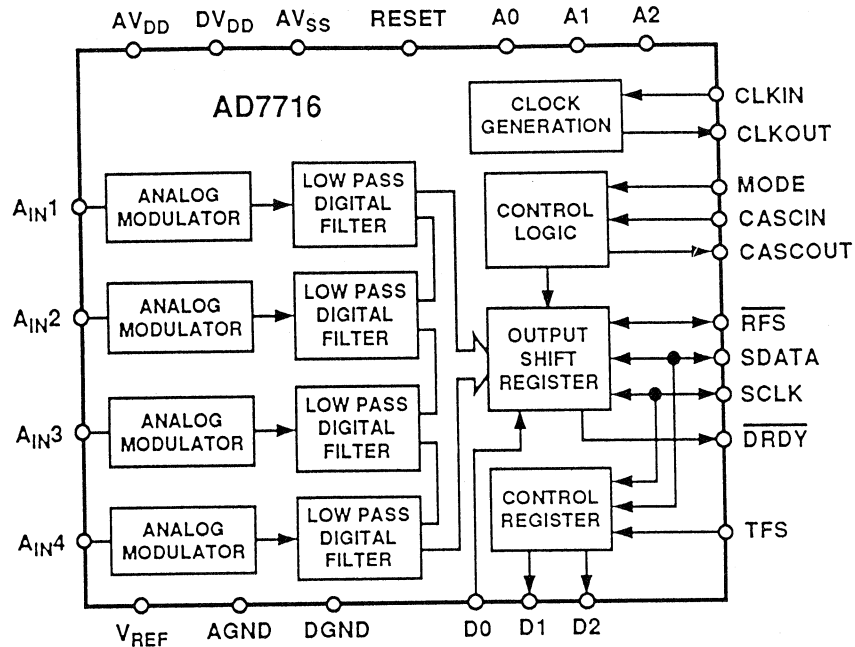 AVDD DVDD AVSS RESET A0 A1 A2
AD7716
CLOCK
GENERATION
CLKIN
CLKOUT
AIN1
ANALOG
MODULATOR
LOW PASS
DIGITAL
FILTER
CONTROL
LOGIC
MODE
CASCIN
CASCOUT
AIN2
ANALOG
MODULATOR
LOW PASS
DIGITAL
FILTER
OUTPUT
SHIFT
REGISTER
RFS
SDATA
SCLK
DRDY
AIN3
ANALOG
MODULATOR
LOW PASS
DIGITAL
FILTER
AIN4
ANALOG
MODULATOR
LOW PASS
DIGITAL
FILTER
CONTROL
REGISTER
TFS
VREF AGND DGND D0 D1 D2